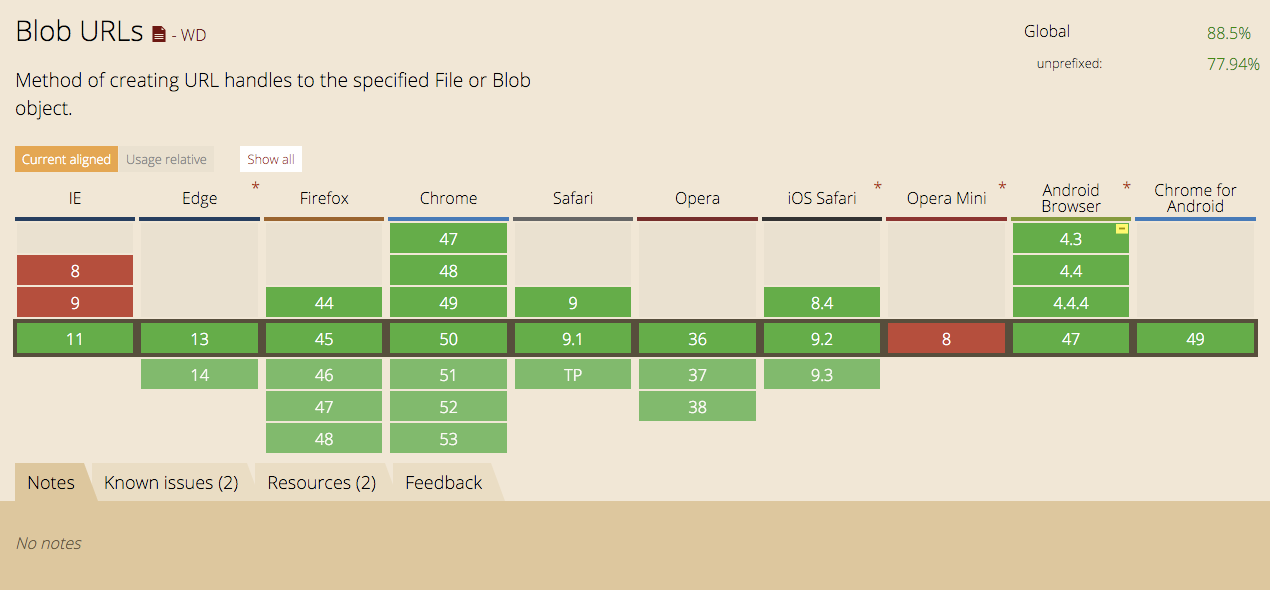 Blob URLs - WD
Global 88.5%
unprefixed: 77.94%
Method of creating URL handles to the specified File or Blob
object.
Current aligned Usage relative Show all
IE Edge * Firefox Chrome Safari Opera iOS Safari * Opera Mini * Android Browser * Chrome for Android
47 4.3 -
8 48 4.4
9 44 49 9 8.4 4.4.4
11 13 45 50 9.1 36 9.2 8 47 49
14 46 51 TP 37 9.3
47 52 38
48 53
Notes Known issues (2) Resources (2) Feedback
No notes